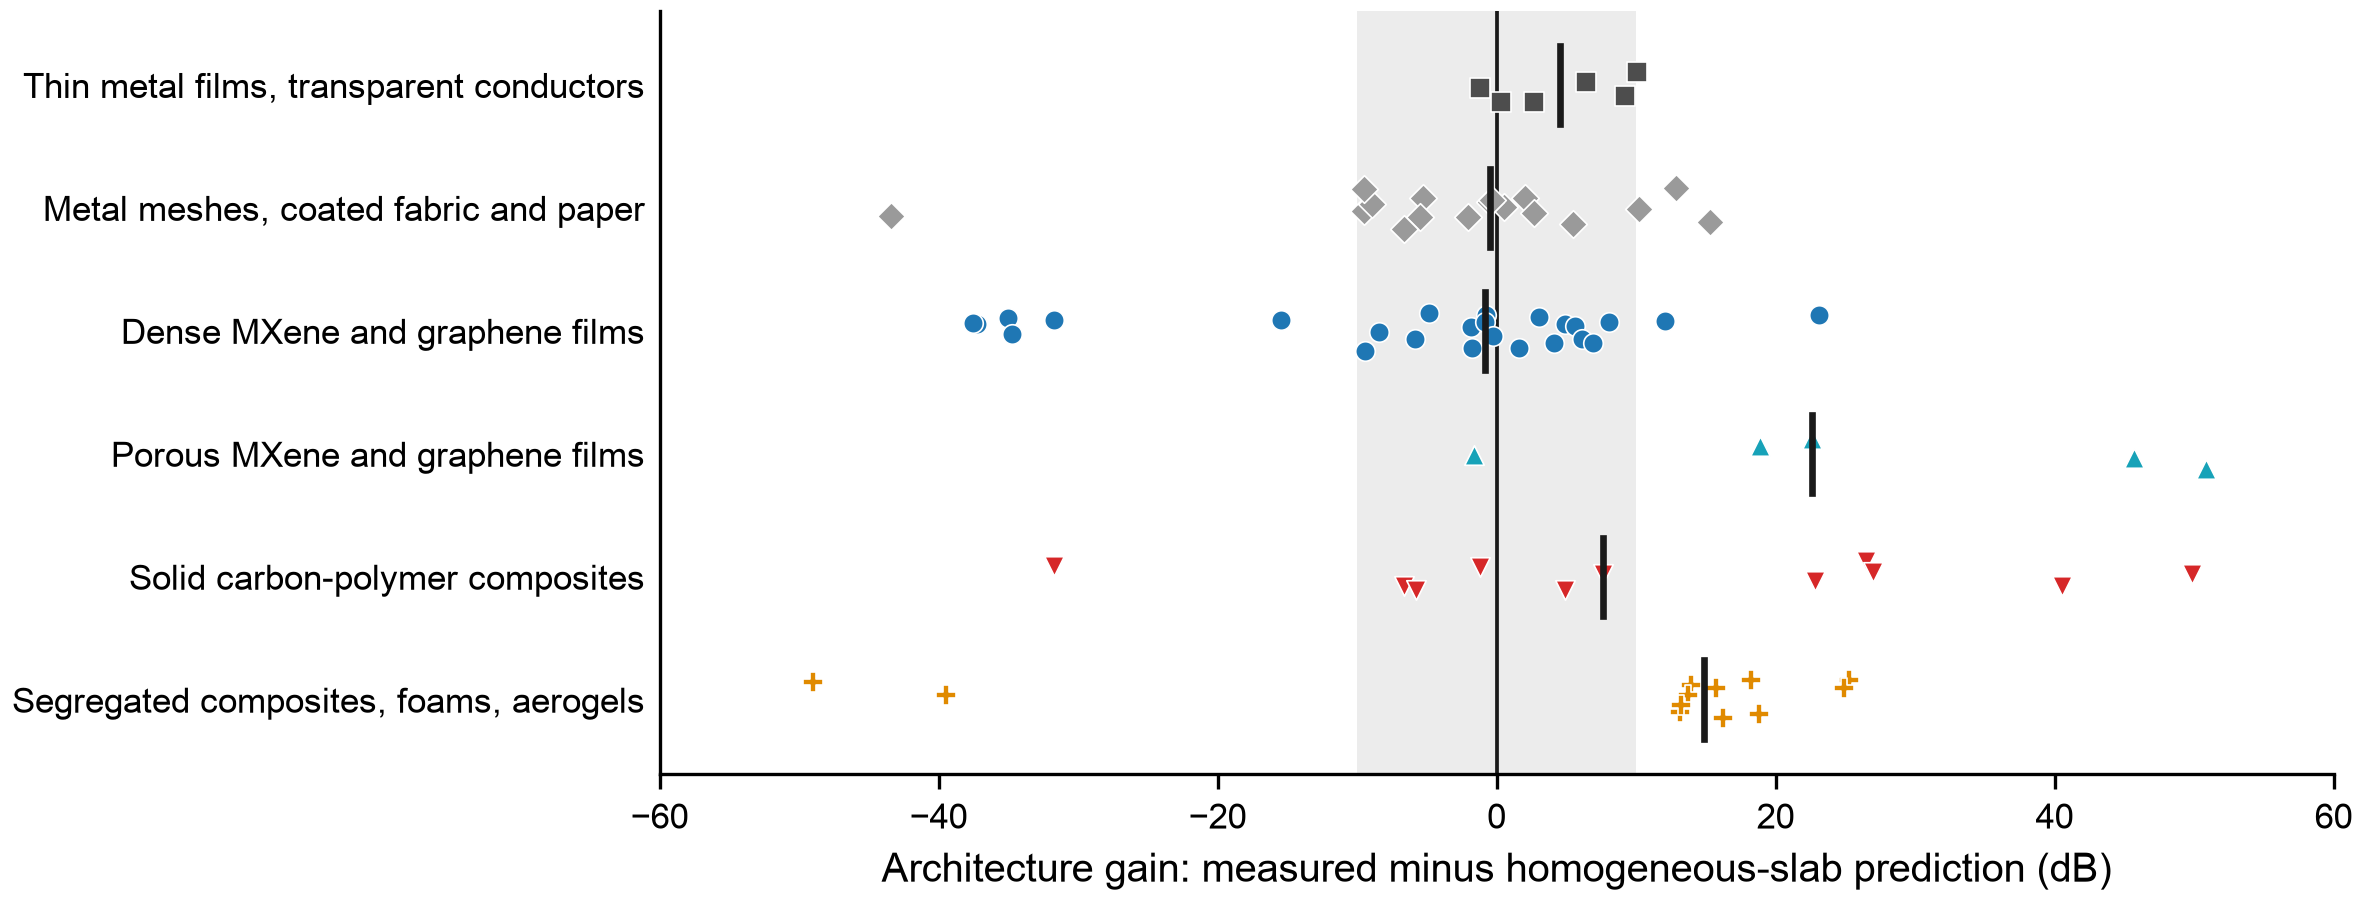 Thin metal films, transparent conductors
Metal meshes, coated fabric and paper
Dense MXene and graphene films
Porous MXene and graphene films
Solid carbon-polymer composites
Segregated composites, foams, aerogels
−60 −40 −20 0 20 40 60
Architecture gain: measured minus homogeneous-slab prediction (dB)